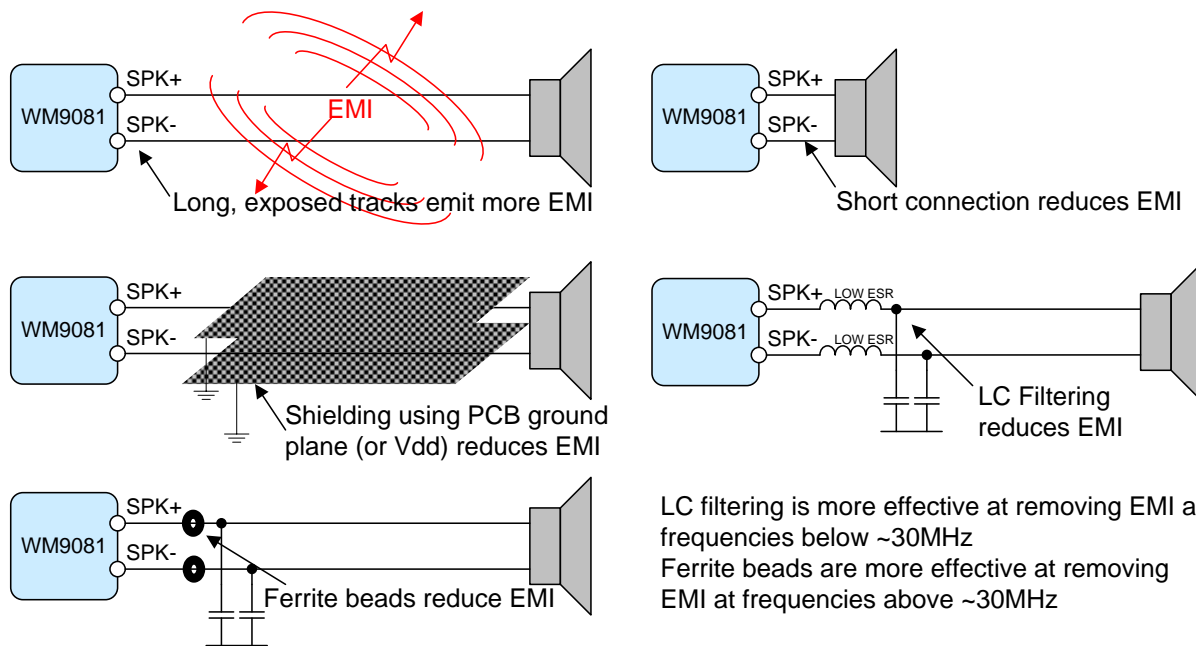 SPK+
WM9081
EMI
SPK-
Long, exposed tracks emit more EMI
SPK+
WM9081
SPK-
Short connection reduces EMI
SPK+
WM9081
SPK-
Shielding using PCB ground
plane (or Vdd) reduces EMI
SPK+
LOW ESR
WM9081
SPK-
LOW ESR
LC Filtering
reduces EMI
SPK+
WM9081
SPK-
Ferrite beads reduce EMI
LC filtering is more effective at removing EMI a
frequencies below ~30MHz
Ferrite beads are more effective at removing
EMI at frequencies above ~30MHz